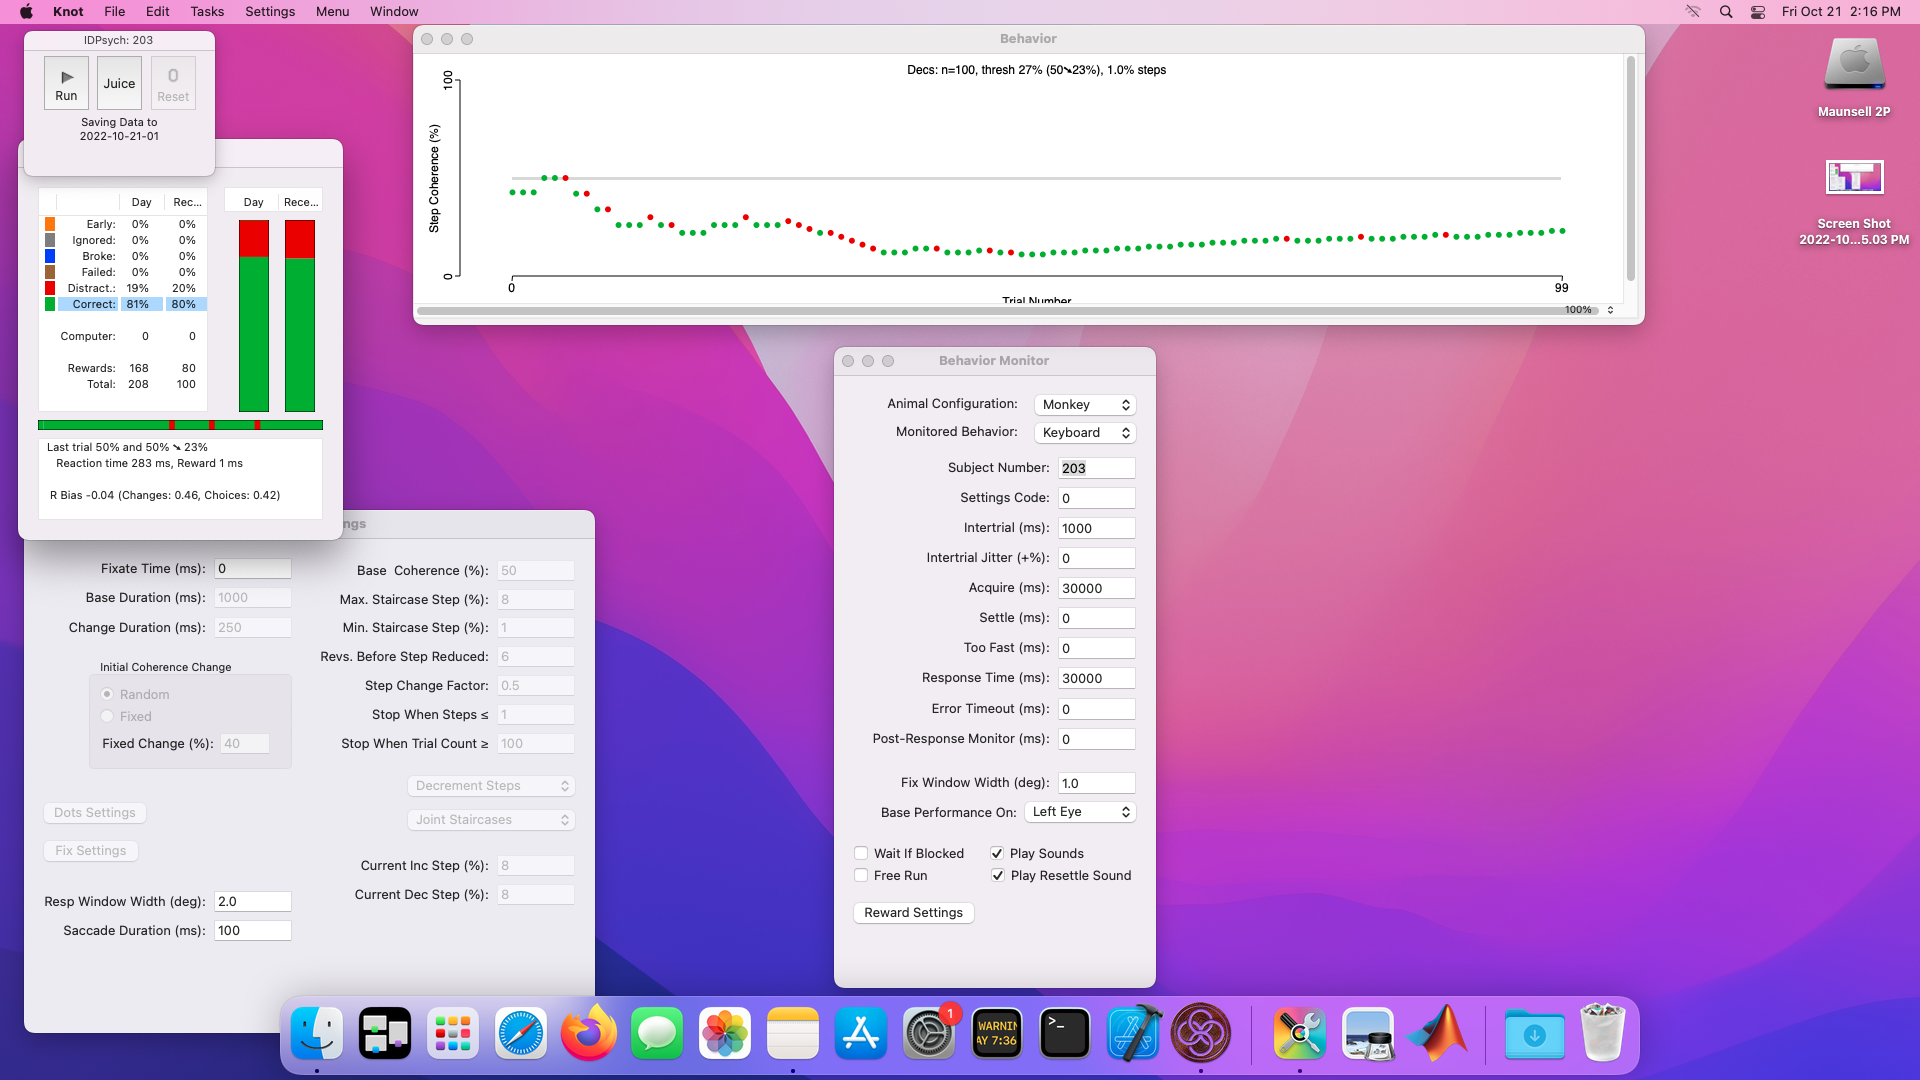 Knot File Edit Tasks Settings Menu Window
Fri Oct 21 2:16 PM
IDPsych: 203
Run
Juice
0
Reset
Saving Data to
2022-10-21-01
Day Rec...
Early: 0% 0%
Ignored: 0% 0%
Broke: 0% 0%
Failed: 0% 0%
Distract.: 19% 20%
Correct: 81% 80%
Computer: 0 0
Rewards: 168 80
Total: 208 100
Day Rece...
Last trial 50% and 50% ➘ 23%
Reaction time 283 ms, Reward 1 ms
R Bias -0.04 (Changes: 0.46, Choices: 0.42)
ngs
Fixate Time (ms): 0
Base Duration (ms): 1000
Change Duration (ms): 250
Initial Coherence Change
Random
Fixed
Fixed Change (%): 40
Dots Settings
Fix Settings
Resp Window Width (deg): 2.0
Saccade Duration (ms): 100
Base Coherence (%): 50
Max. Staircase Step (%): 8
Min. Staircase Step (%): 1
Revs. Before Step Reduced: 6
Step Change Factor: 0.5
Stop When Steps ≤ 1
Stop When Trial Count ≥ 100
Decrement Steps
Joint Staircases
Current Inc Step (%): 8
Current Dec Step (%): 8
Behavior
Decs: n=100, thresh 27% (50➘23%), 1.0% steps
Step Coherence (%)
100
0
0
99
Trial Number
100%
Behavior Monitor
Animal Configuration: Monkey
Monitored Behavior: Keyboard
Subject Number: 203
Settings Code: 0
Intertrial (ms): 1000
Intertrial Jitter (+%): 0
Acquire (ms): 30000
Settle (ms): 0
Too Fast (ms): 0
Response Time (ms): 30000
Error Timeout (ms): 0
Post-Response Monitor (ms): 0
Fix Window Width (deg): 1.0
Base Performance On: Left Eye
Wait If Blocked
Play Sounds
Free Run
Play Resettle Sound
Reward Settings
Maunsell 2P
Screen Shot
2022-10...5.03 PM
1
WARNIN
AY 7:36
>_